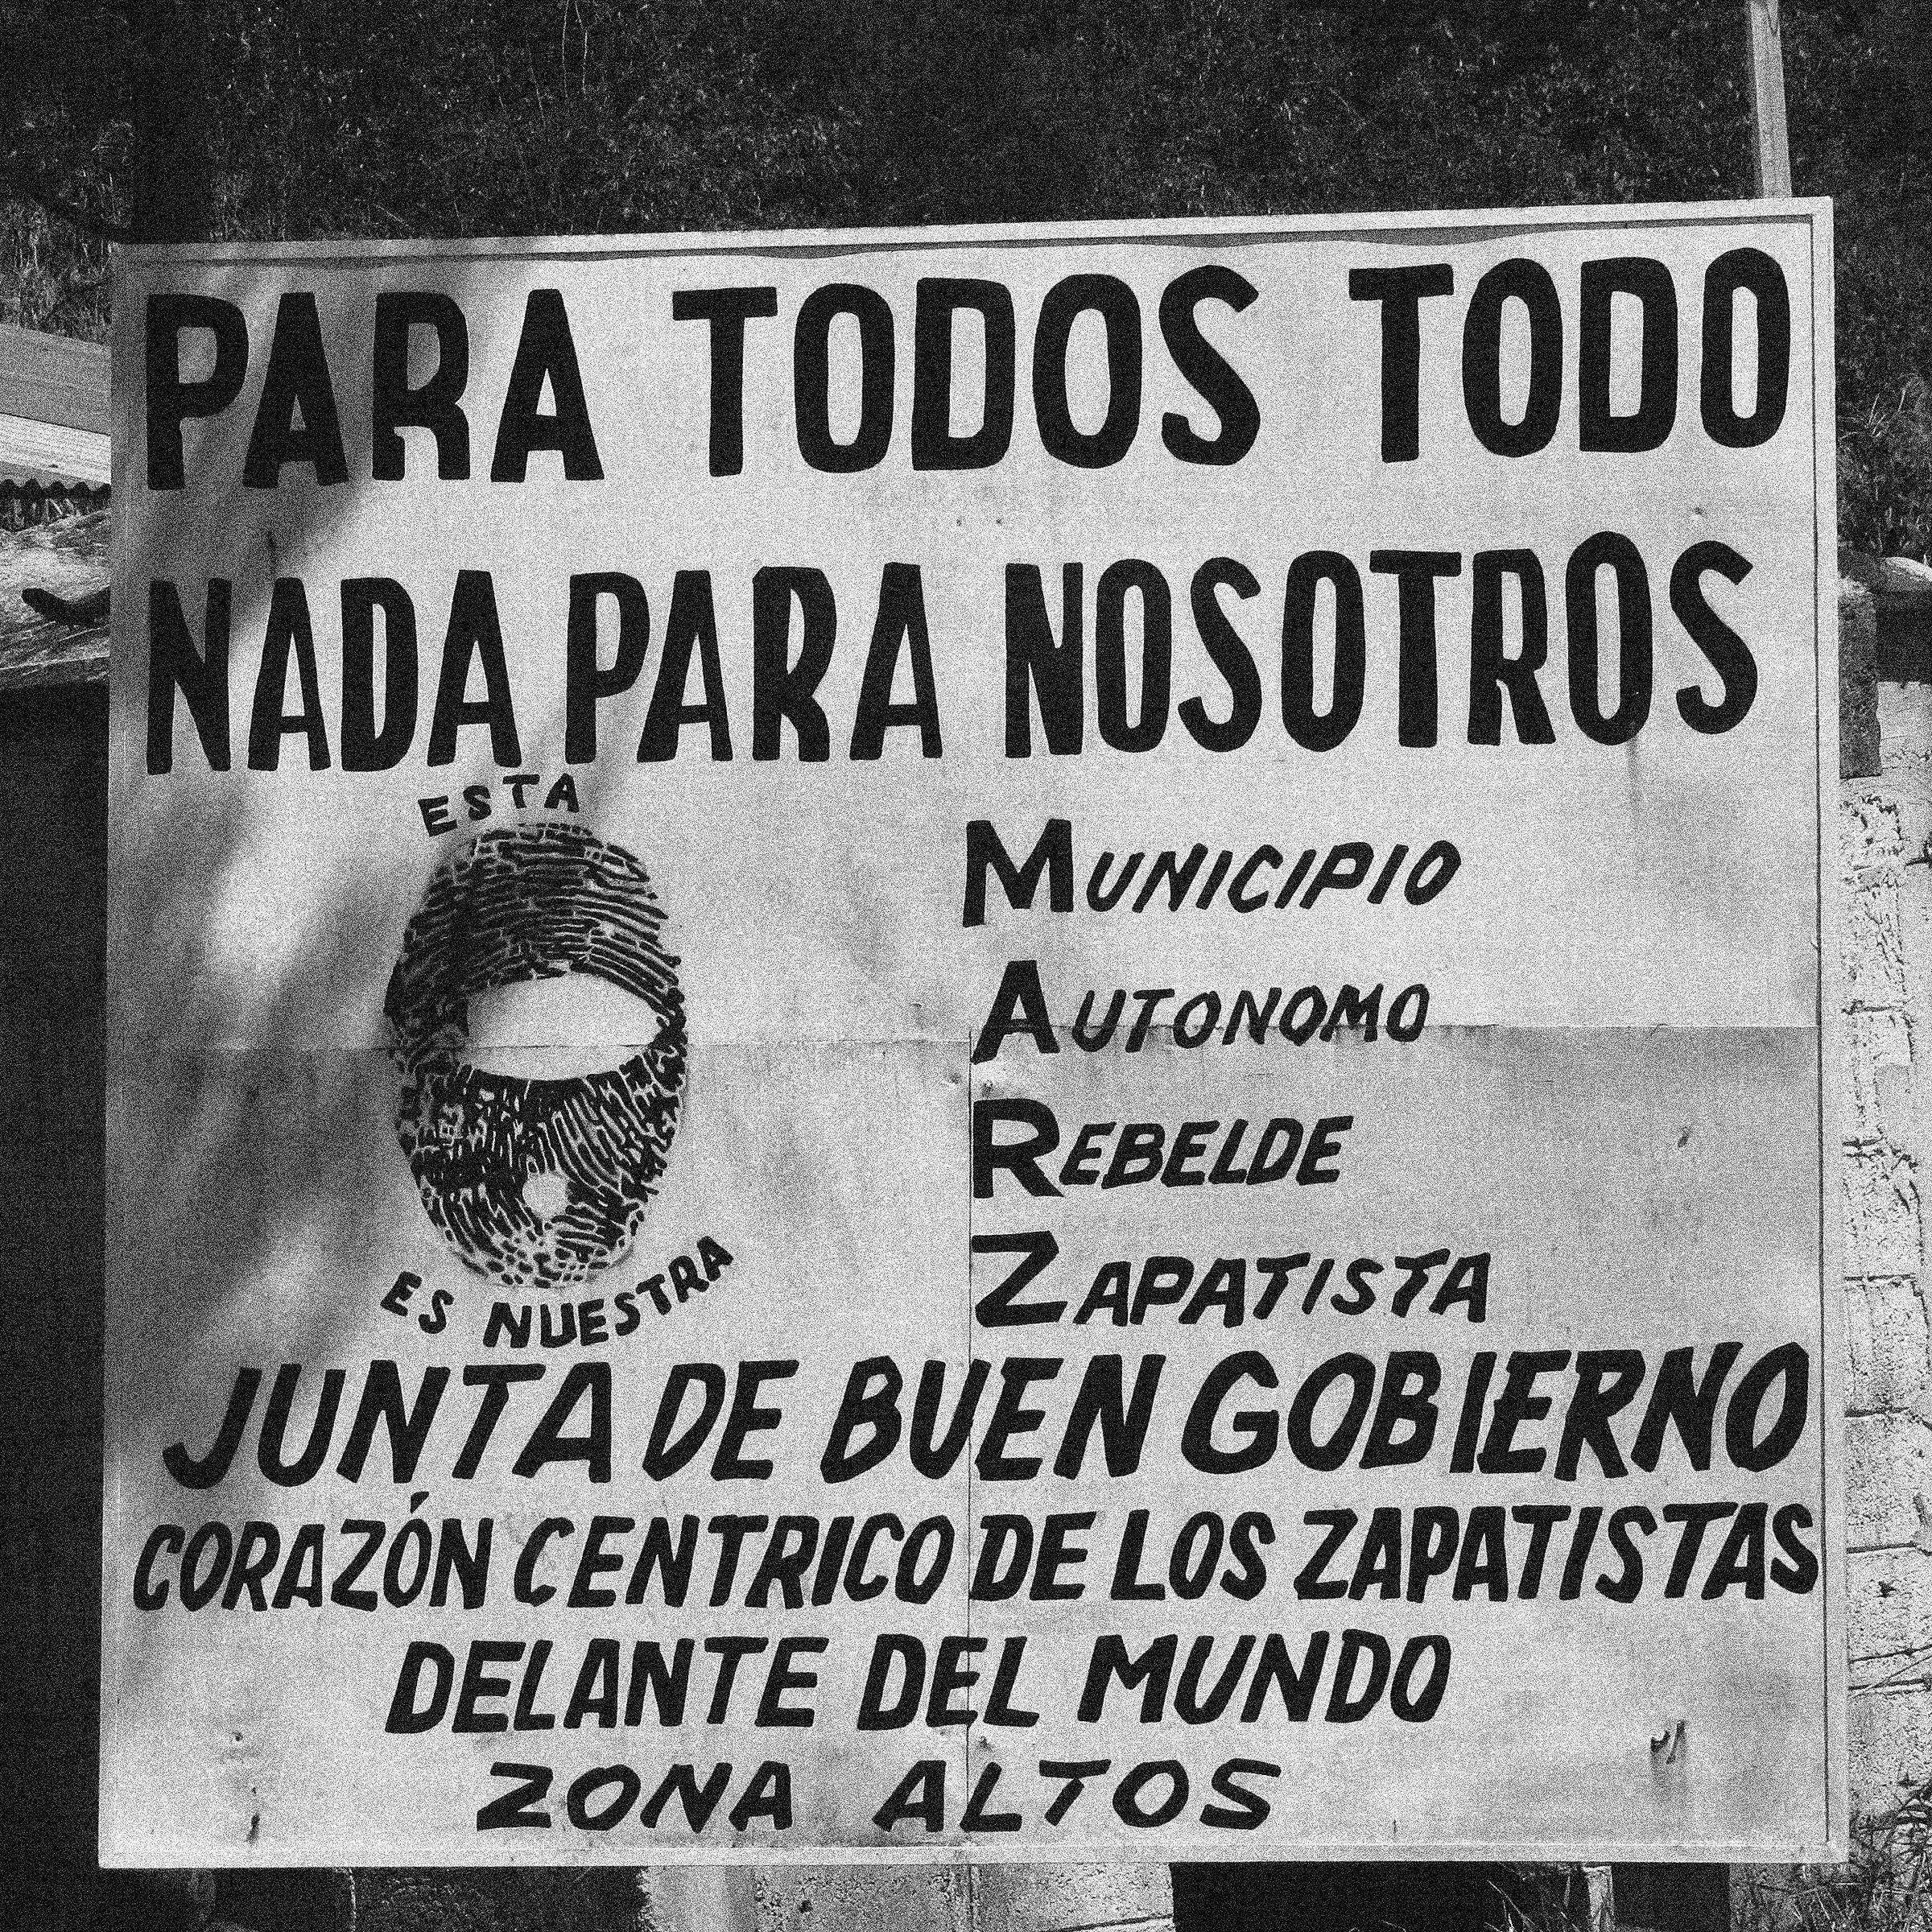 PARA TODOS TODO
NADA PARA NOSOTROS
ESTA
ES NUESTRA
MUNICIPIO
AUTONOMO
REBELDE
ZAPATISTA
JUNTA DE BUEN GOBIERNO
CORAZÓN CENTRICO DE LOS ZAPATISTAS
DELANTE DEL MUNDO
ZONA ALTOS